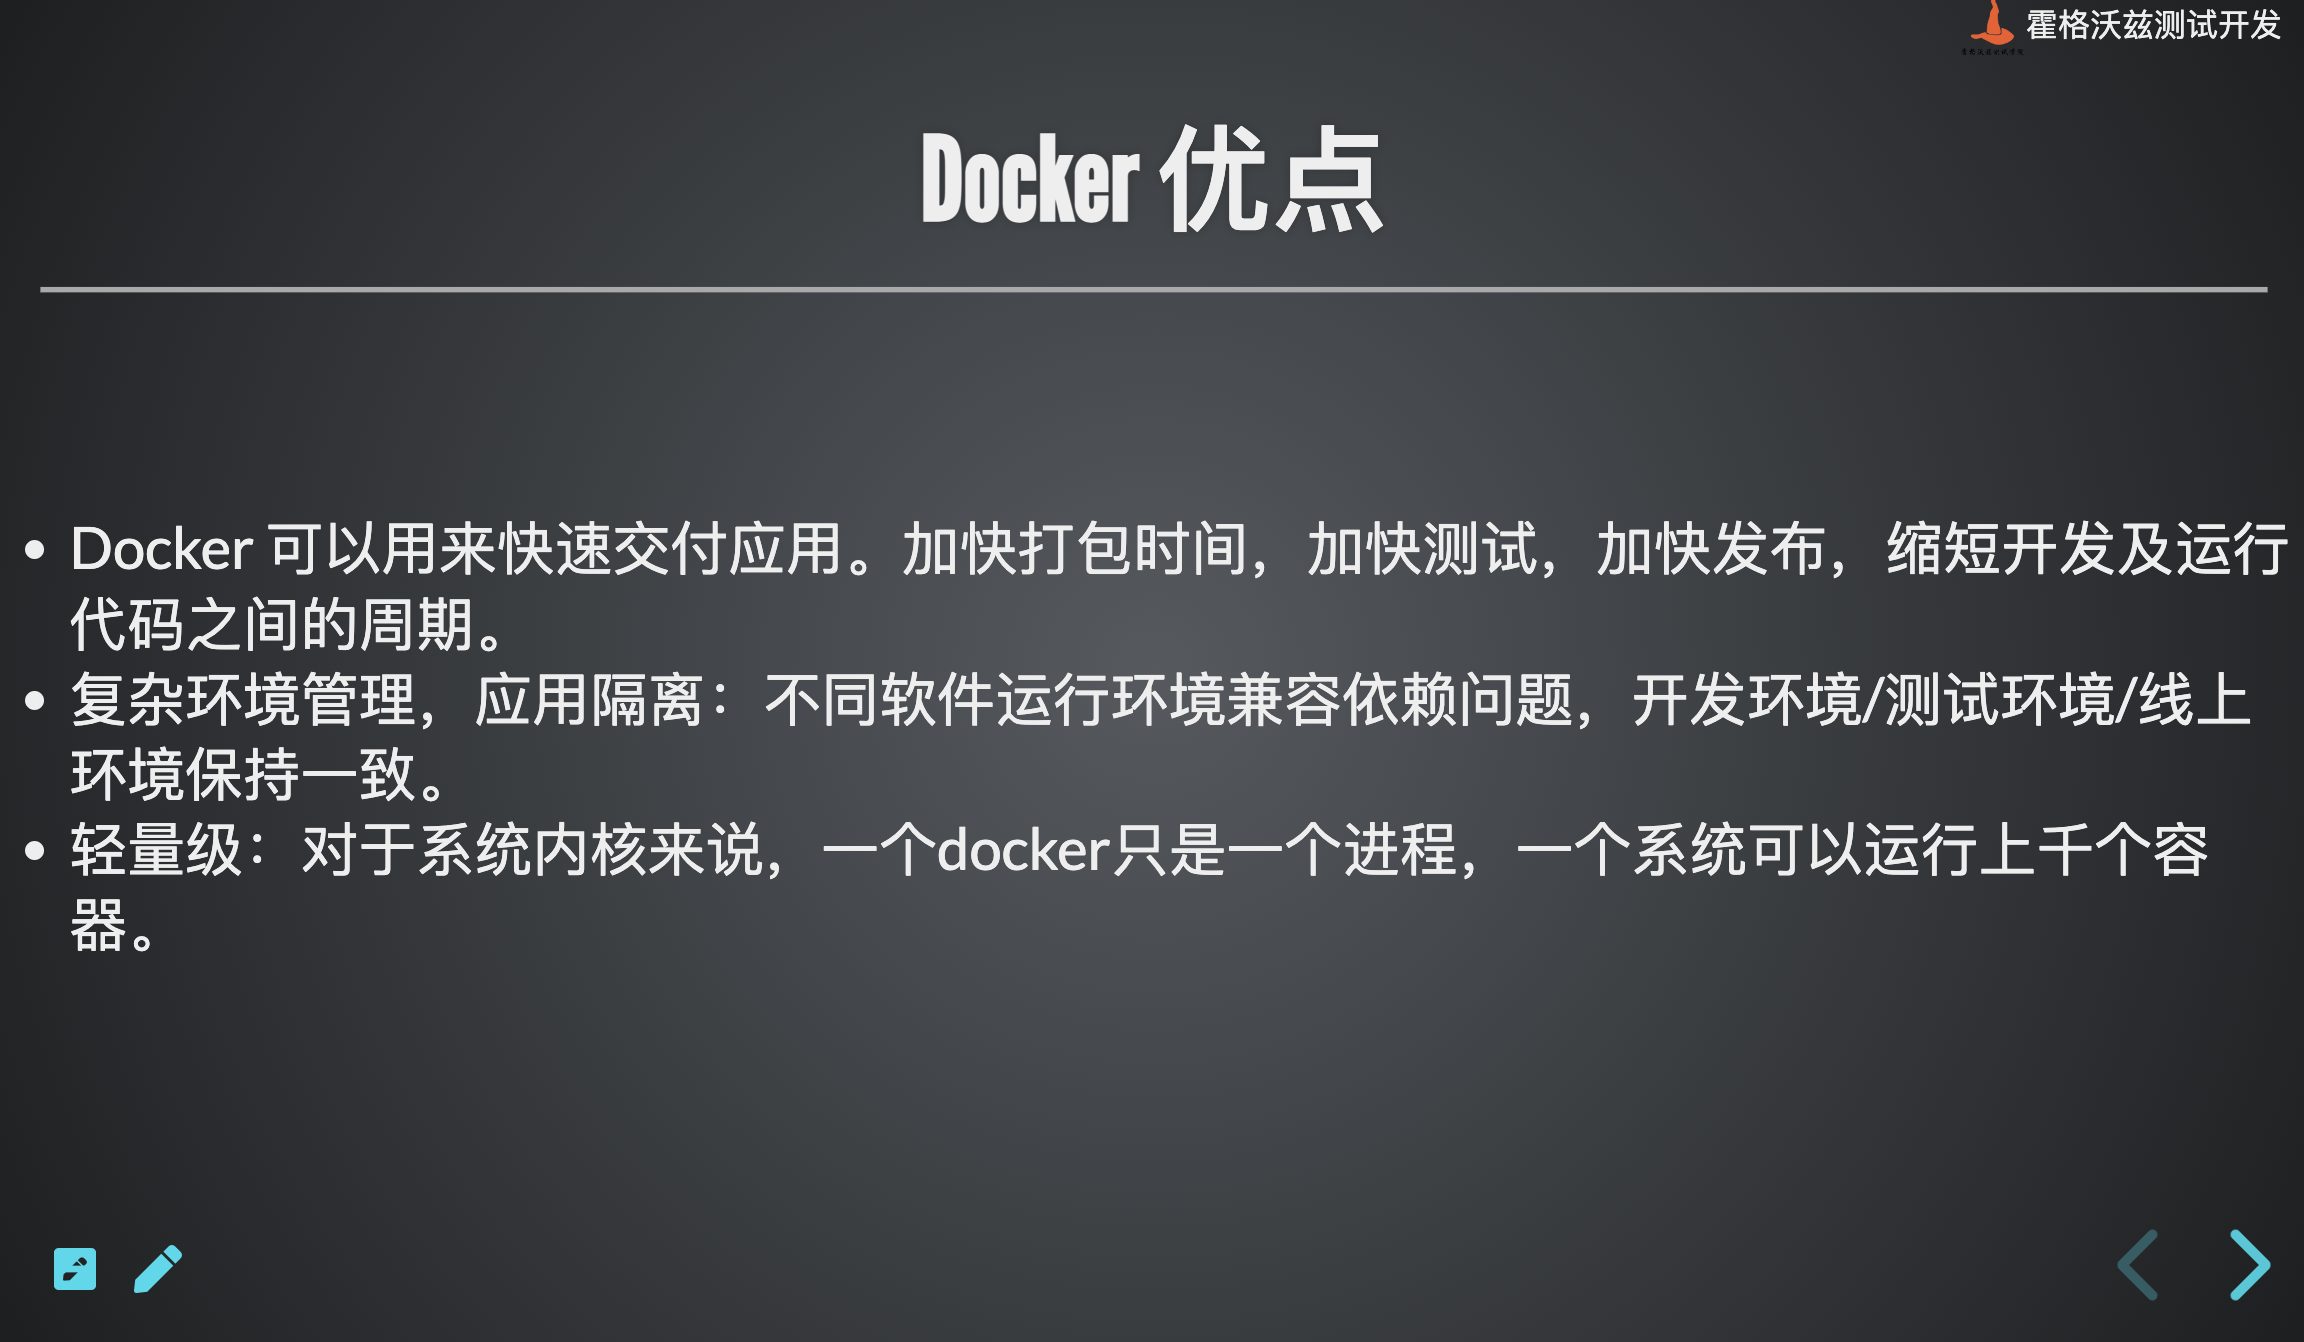 霍格沃兹测试开发
Docker 优点
Docker 可以用来快速交付应用。加快打包时间，加快测试，加快发布，缩短开发及运行
代码之间的周期。
复杂环境管理，应用隔离：不同软件运行环境兼容依赖问题，开发环境/测试环境/线上
环境保持一致。
轻量级：对于系统内核来说，一个docker只是一个进程，一个系统可以运行上千个容
器。